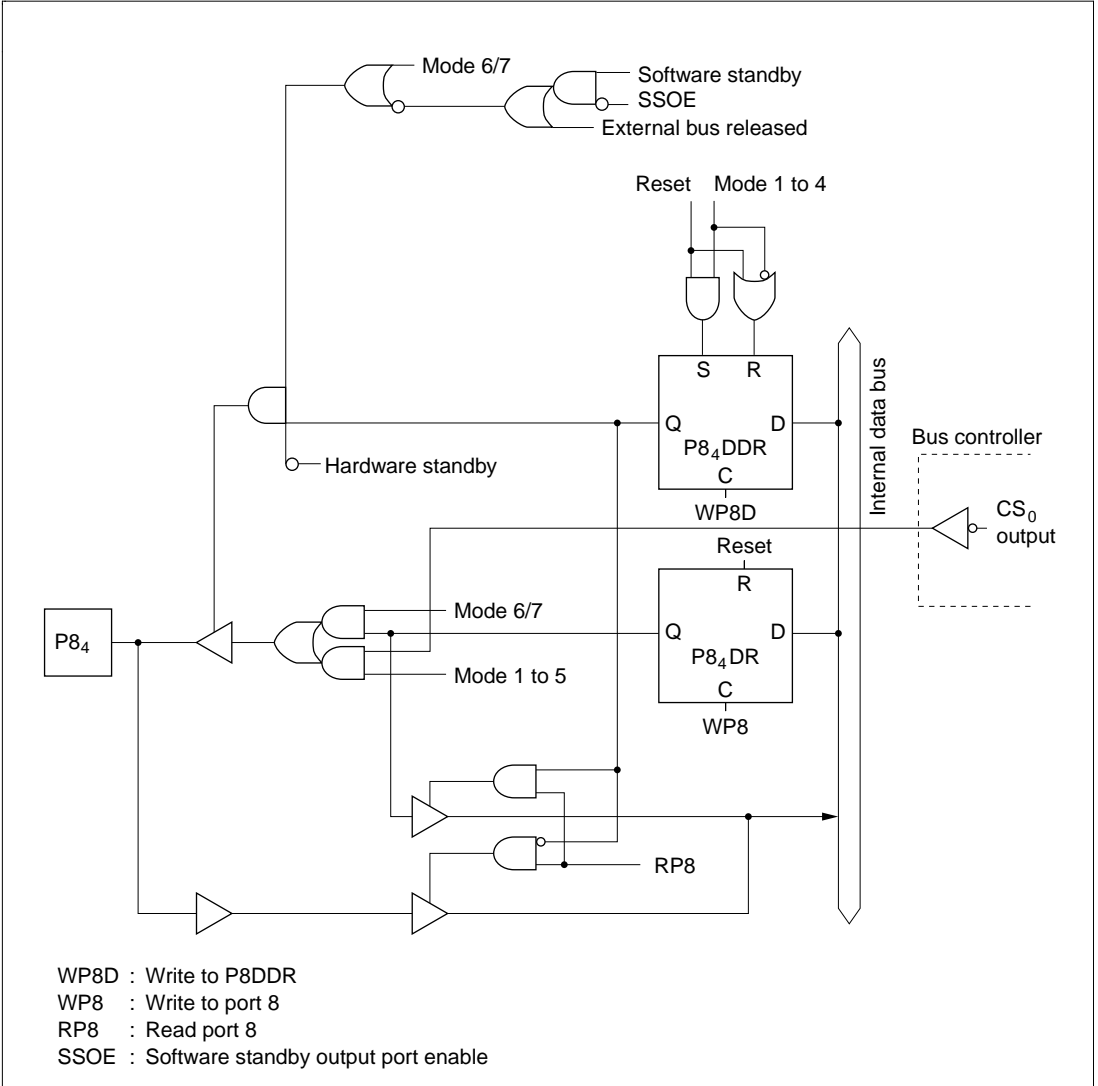 Mode 6/7
Software standby
SSOE
External bus released
Reset
Mode 1 to 4
S
R
Q
D
P8₄DDR
C
WP8D
Hardware standby
Internal data bus
Bus controller
CS₀
output
Reset
R
Mode 6/7
Q
D
P8₄
P8₄DR
Mode 1 to 5
C
WP8
RP8
WP8D : Write to P8DDR
WP8 : Write to port 8
RP8 : Read port 8
SSOE : Software standby output port enable